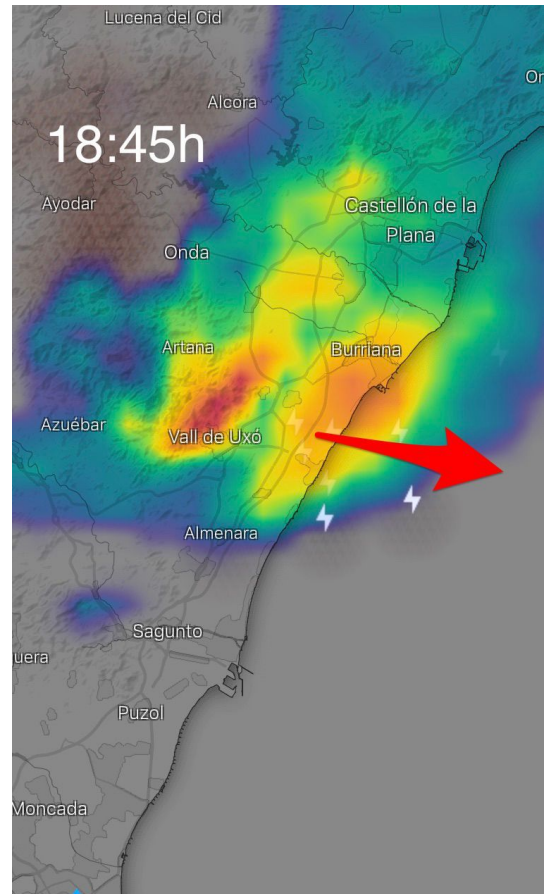 Lucena del Cid
Or
Alcora
18:45h
Ayodar
Castellón de la
Plana
Onda
Artana
Burriana
Azuébar
Vall de Uxó
Almenara
Sagunto
uera
Puzol
Moncada